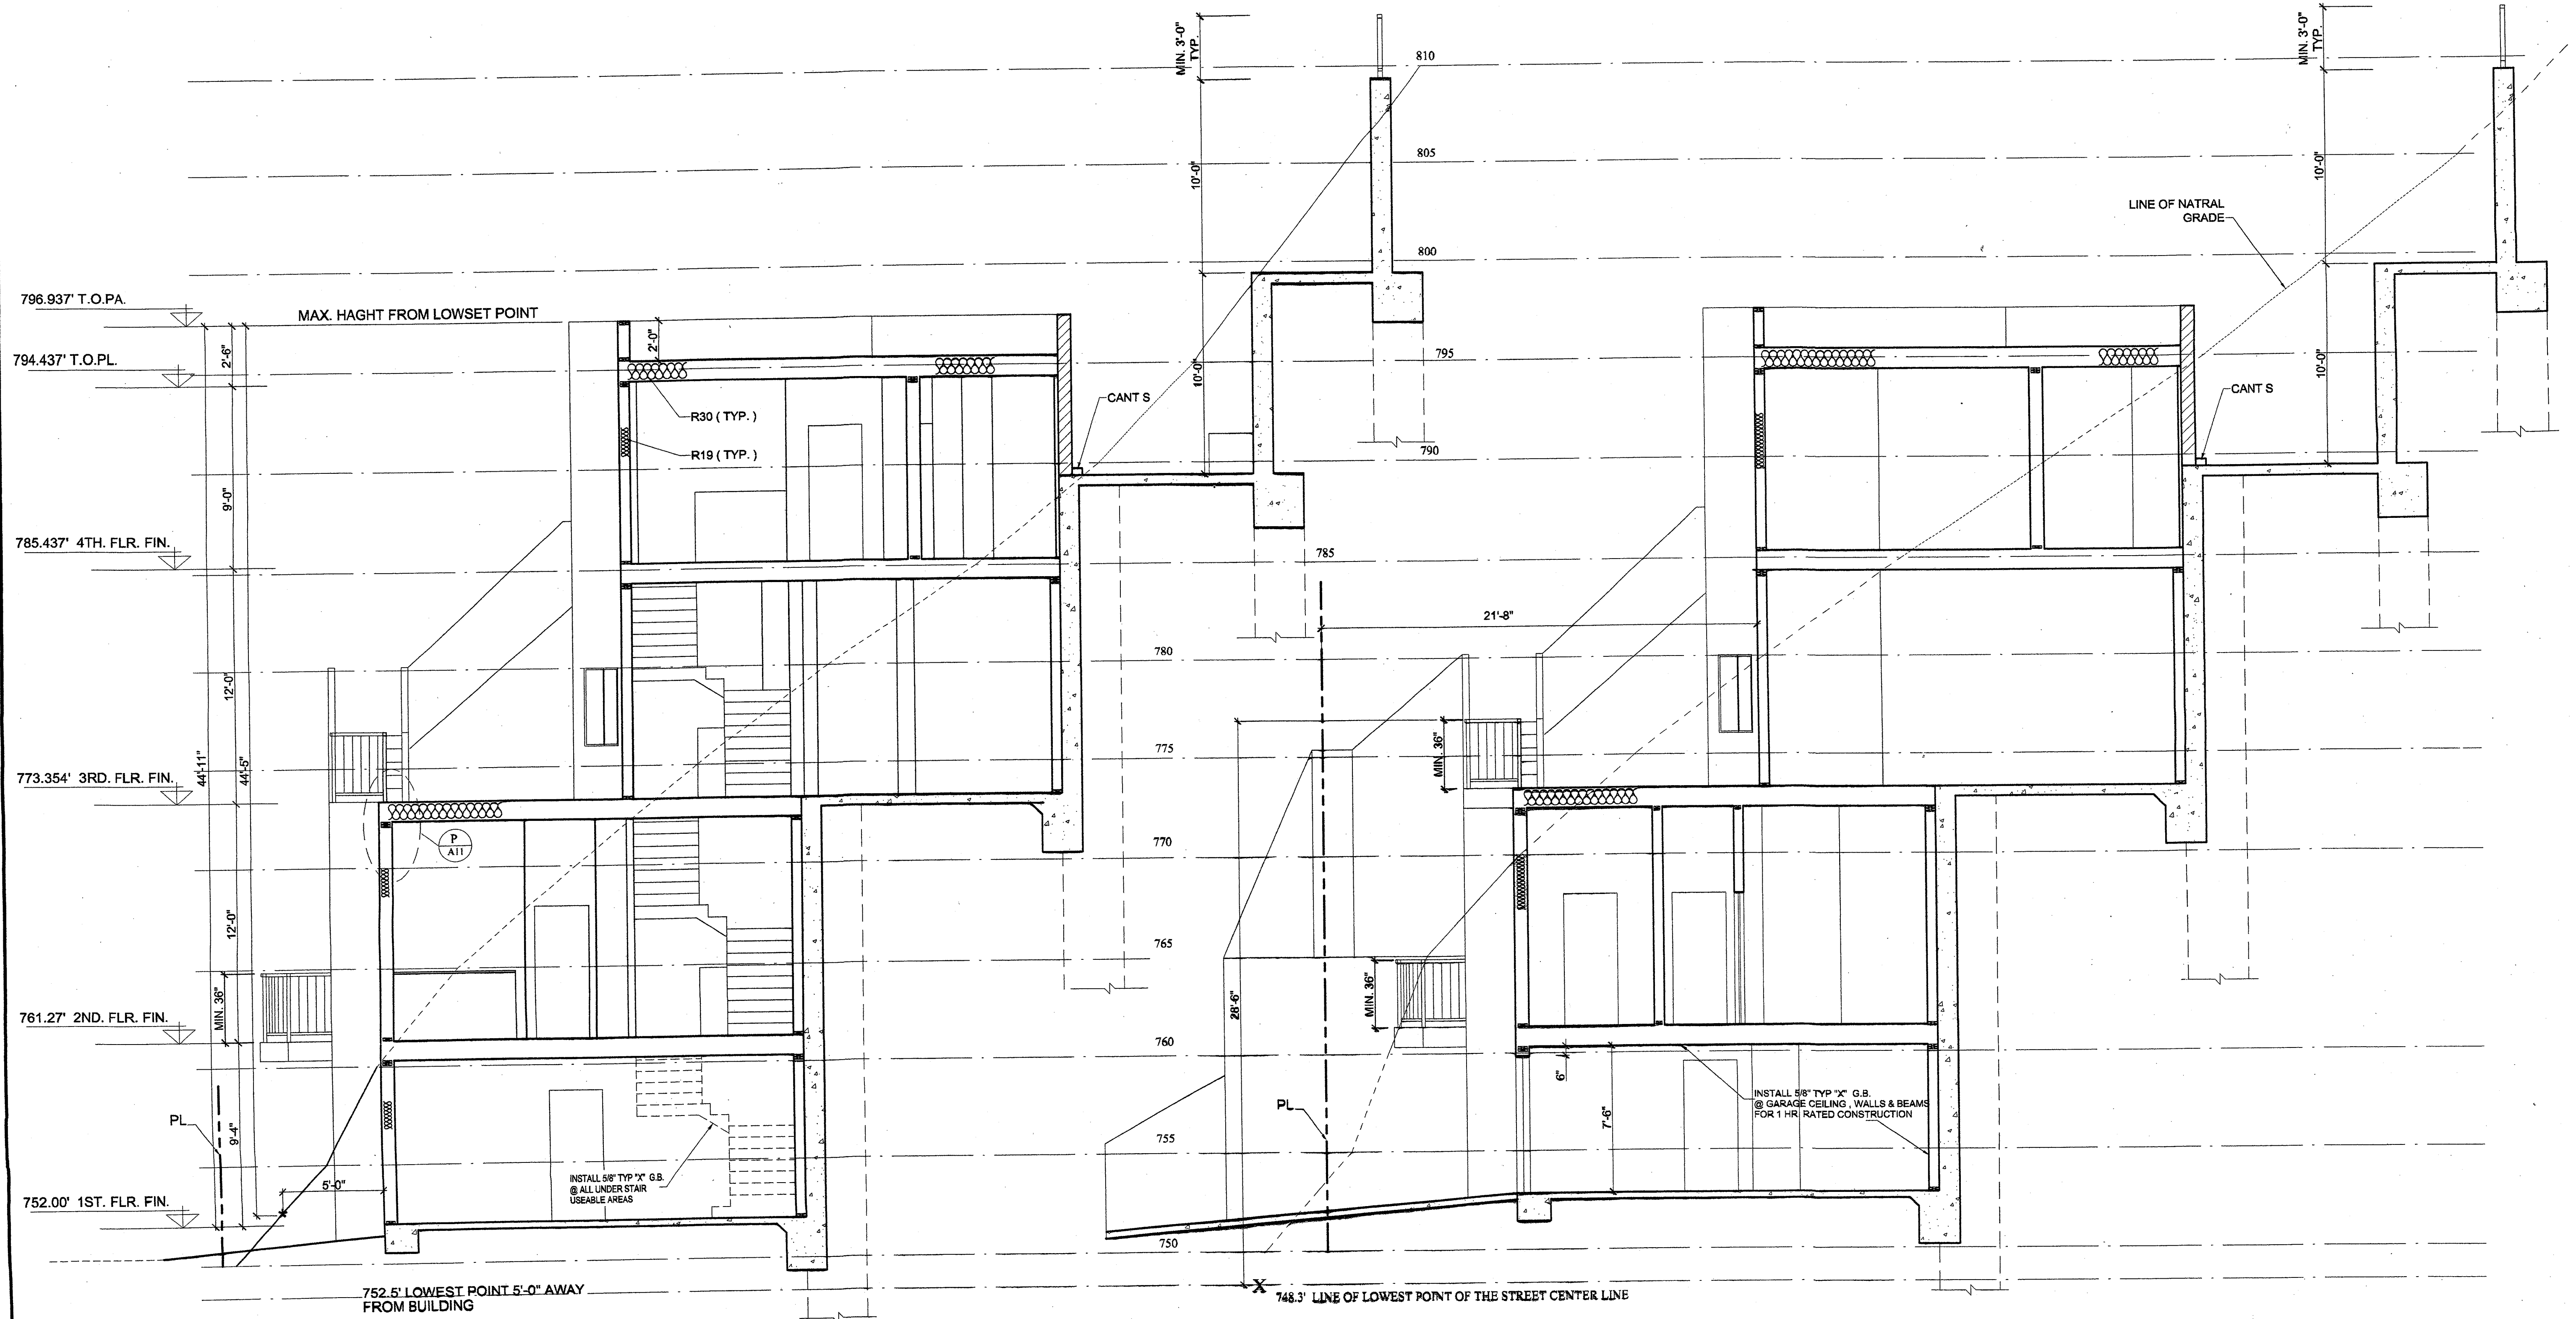 MIN. 3'-0"
TYP.
MIN. 3'-0"
TYP.
810
10'-0"
805
10'-0"
LINE OF NATRAL
GRADE
800
796.937' T.O.PA.
MAX. HAGHT FROM LOWSET POINT
2'-6"
2'-0"
794.437' T.O.PL.
795
10'-0"
10'-0"
CANT S
CANT S
R30 ( TYP. )
R19 ( TYP. )
790
9'-0"
785.437' 4TH. FLR. FIN.
785
21'-8"
780
12'-0"
44'-11"
44'-5"
775
MIN. 36"
773.354' 3RD. FLR. FIN.
P
A11
770
12'-0"
765
MIN. 36"
MIN. 36"
28'-6"
761.27' 2ND. FLR. FIN.
760
6"
INSTALL 5/8" TYP "X" G.B.
@ GARAGE CEILING , WALLS & BEAMS
FOR 1 HR. RATED CONSTRUCTION
7'-6"
PL
PL
9'-4"
755
INSTALL 5/8" TYP "X" G.B.
@ ALL UNDER STAIR
USEABLE AREAS
5'-0"
752.00' 1ST. FLR. FIN.
750
752.5' LOWEST POINT 5'-0" AWAY
FROM BUILDING
X 748.3' LINE OF LOWEST POINT OF THE STREET CENTER LINE